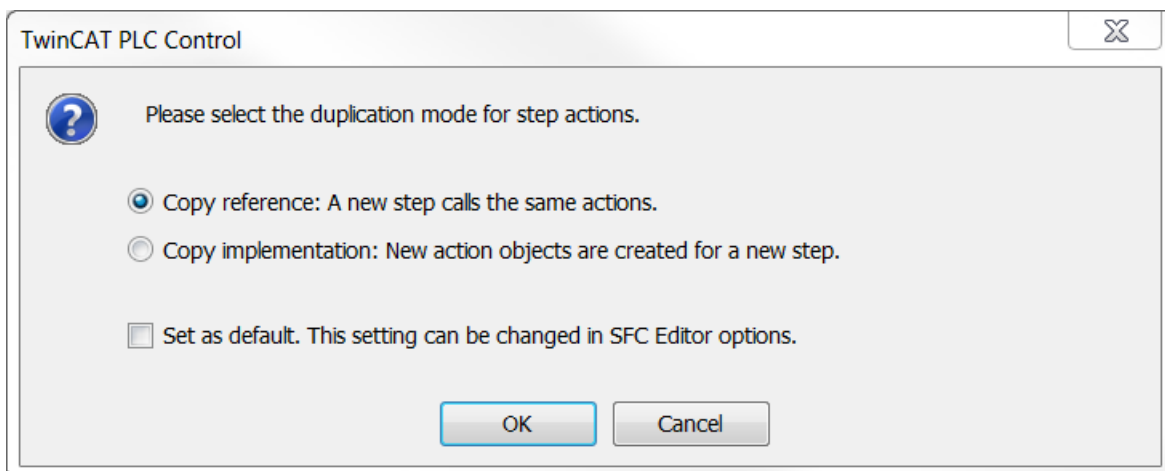 TwinCAT PLC Control
Please select the duplication mode for step actions.
Copy reference: A new step calls the same actions.
Copy implementation: New action objects are created for a new step.
Set as default. This setting can be changed in SFC Editor options.
OK
Cancel